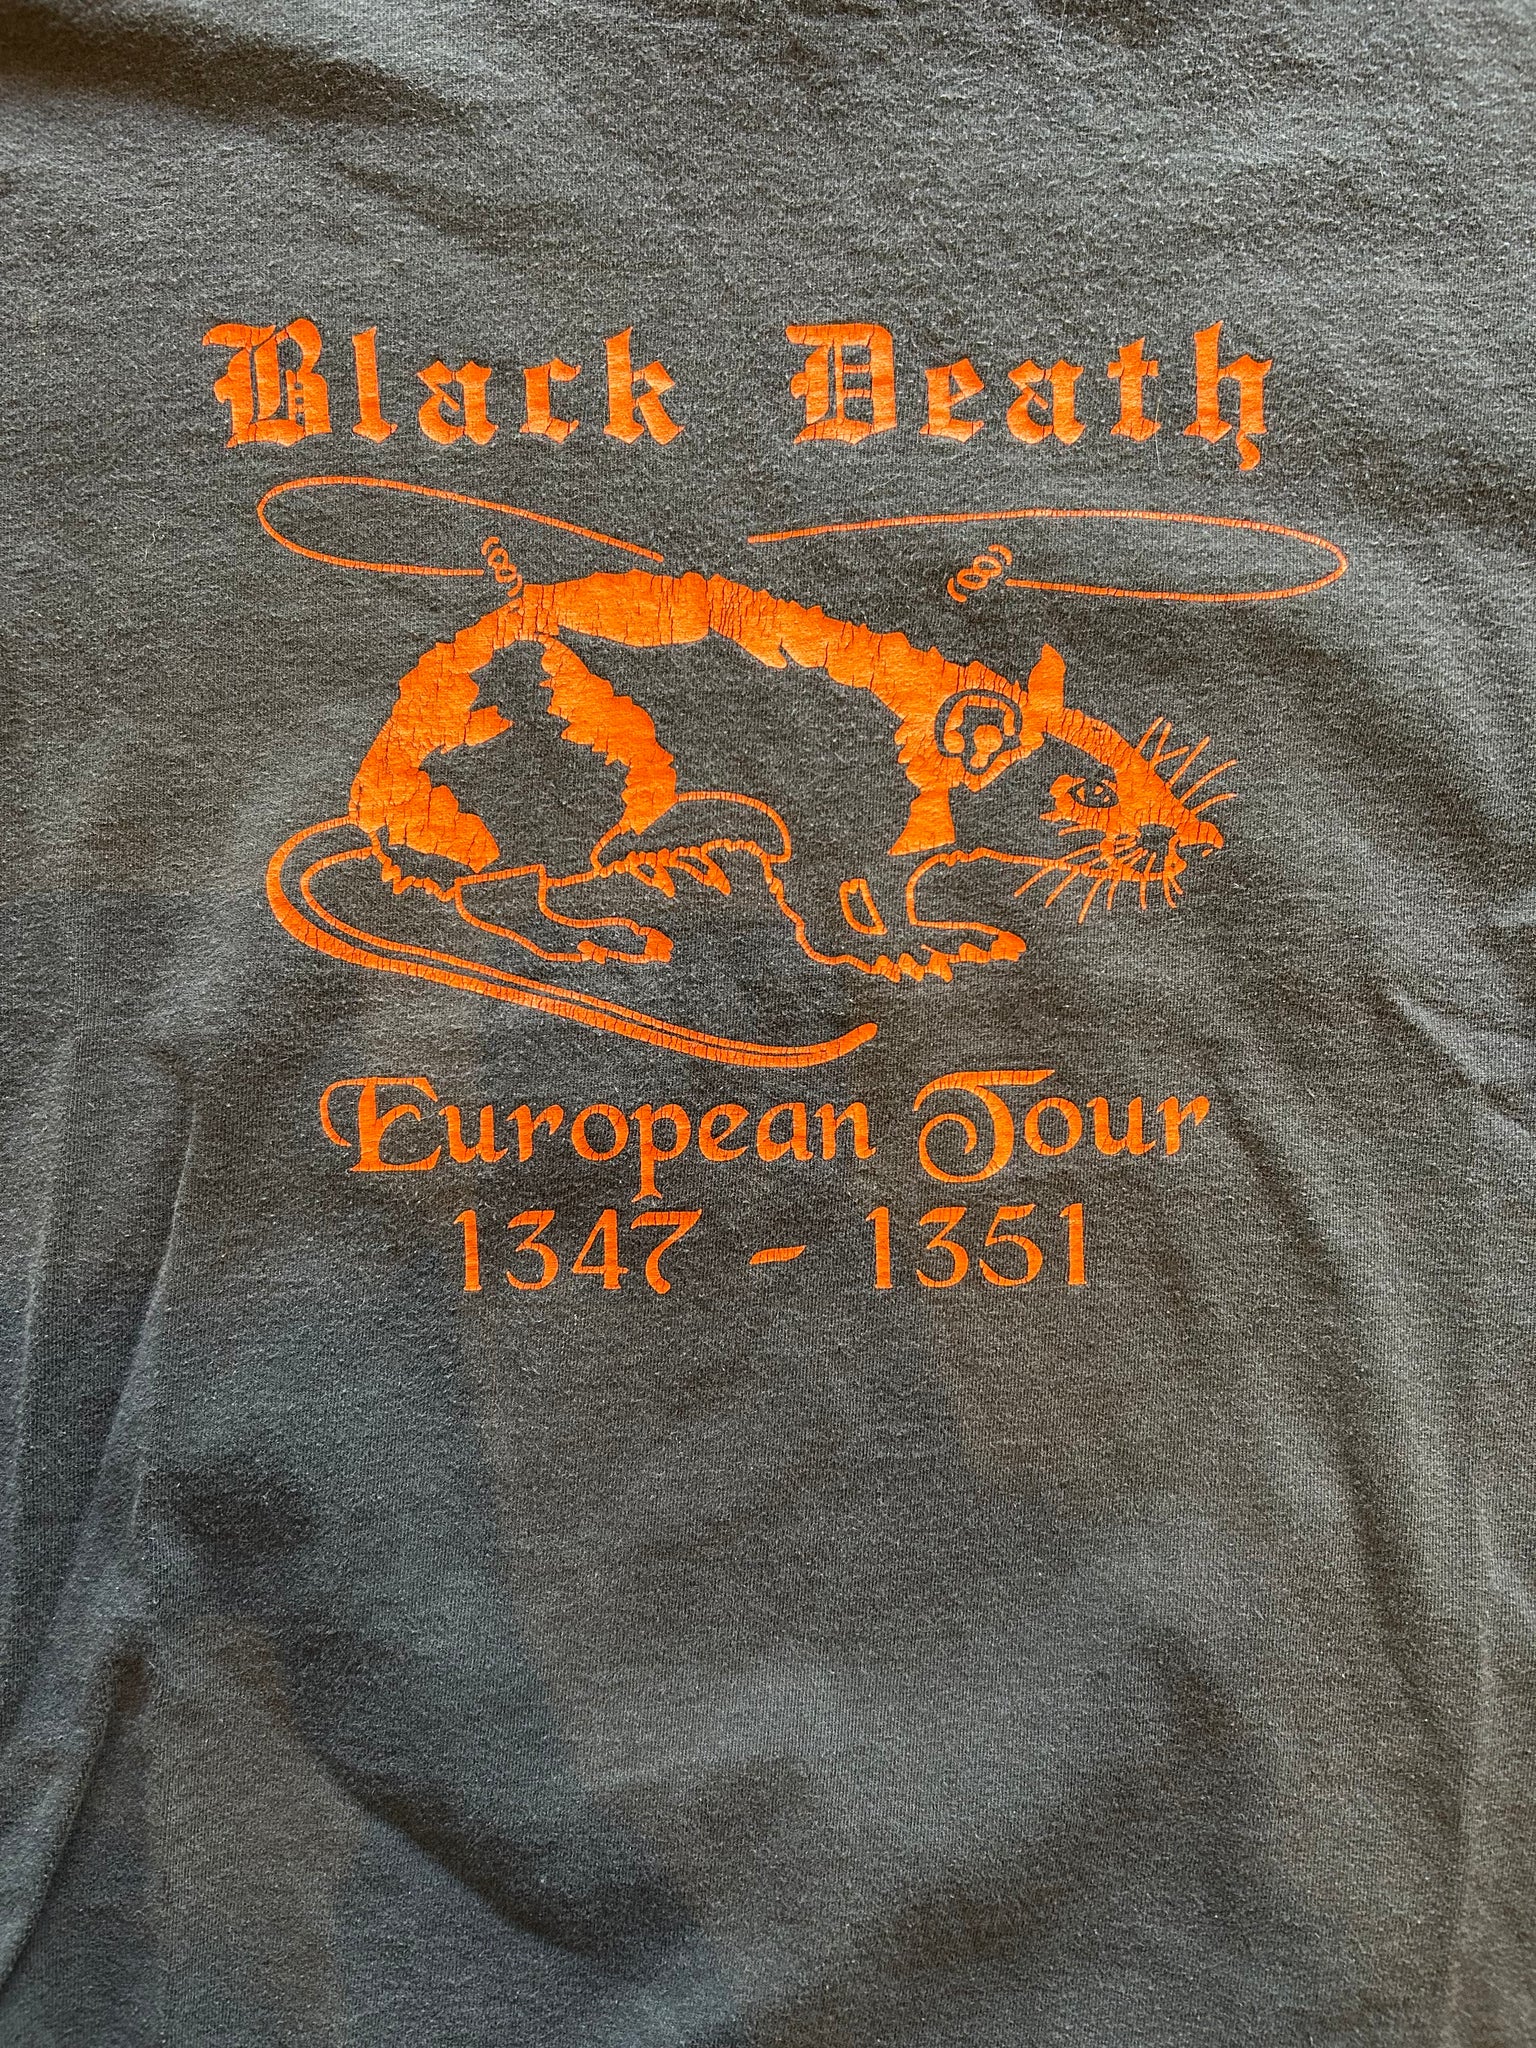 Black Death
European Tour
1347 - 1351